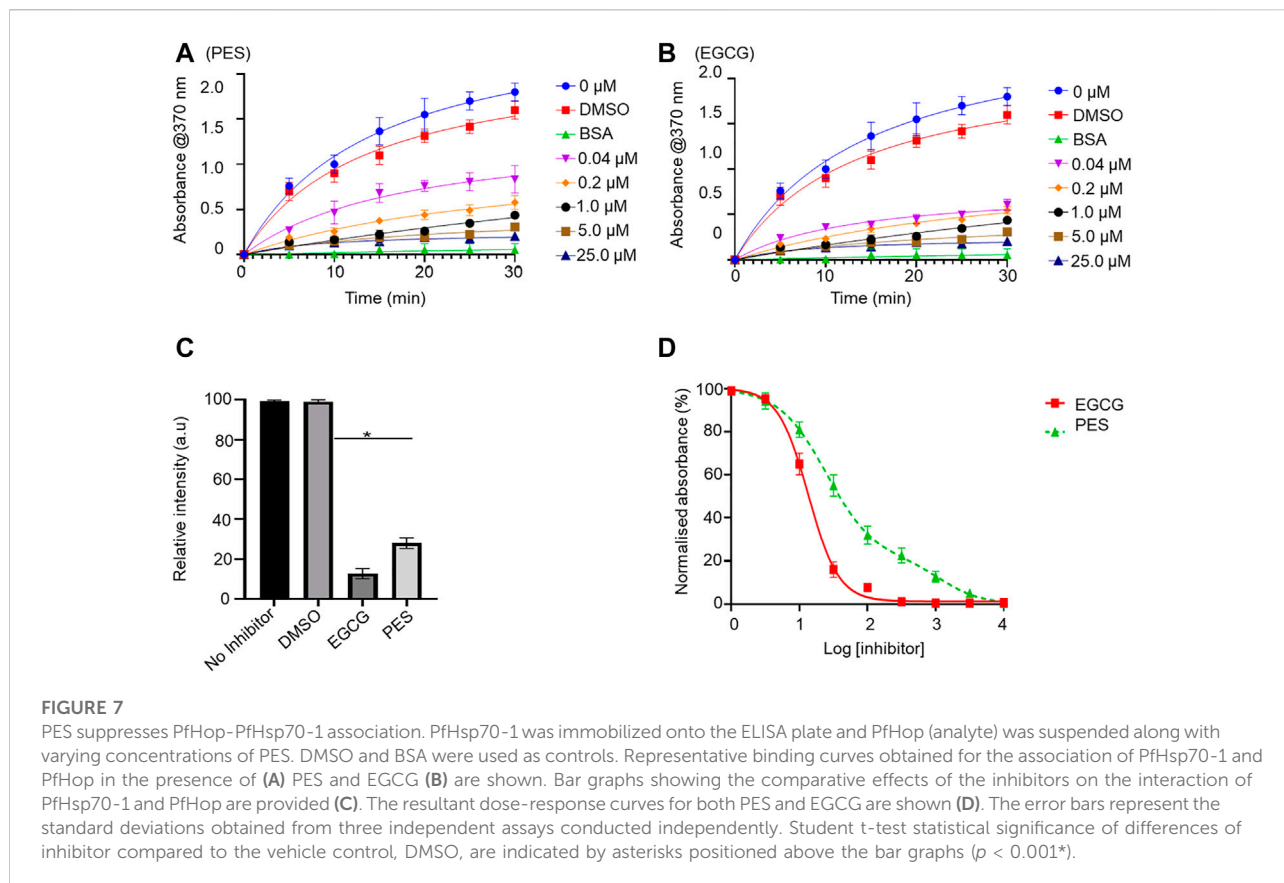 A (PES)
2.0
1.5
1.0
0.5
0
Absorbance @370 nm
0 10 20 30
Time (min)
0 µM
DMSO
BSA
0.04 µM
0.2 µM
1.0 µM
5.0 µM
25.0 µM
B (EGCG)
2.0
1.5
1.0
0.5
0
Absorbance @370 nm
0 10 20 30
Time (min)
0 µM
DMSO
BSA
0.04 µM
0.2 µM
1.0 µM
5.0 µM
25.0 µM
C
100
80
60
40
20
0
Relative intensity (a.u)
*
No Inhibitor
DMSO
EGCG
PES
D
100
80
60
40
20
0
Normalised absorbance (%)
0 1 2 3 4
Log [inhibitor]
EGCG
PES
FIGURE 7
PES suppresses PfHop-PfHsp70-1 association. PfHsp70-1 was immobilized onto the ELISA plate and PfHop (analyte) was suspended along with
varying concentrations of PES. DMSO and BSA were used as controls. Representative binding curves obtained for the association of PfHsp70-1 and
PfHop in the presence of (A) PES and EGCG (B) are shown. Bar graphs showing the comparative effects of the inhibitors on the interaction of
PfHsp70-1 and PfHop are provided (C). The resultant dose-response curves for both PES and EGCG are shown (D). The error bars represent the
standard deviations obtained from three independent assays conducted independently. Student t-test statistical significance of differences of
inhibitor compared to the vehicle control, DMSO, are indicated by asterisks positioned above the bar graphs (p < 0.001*).